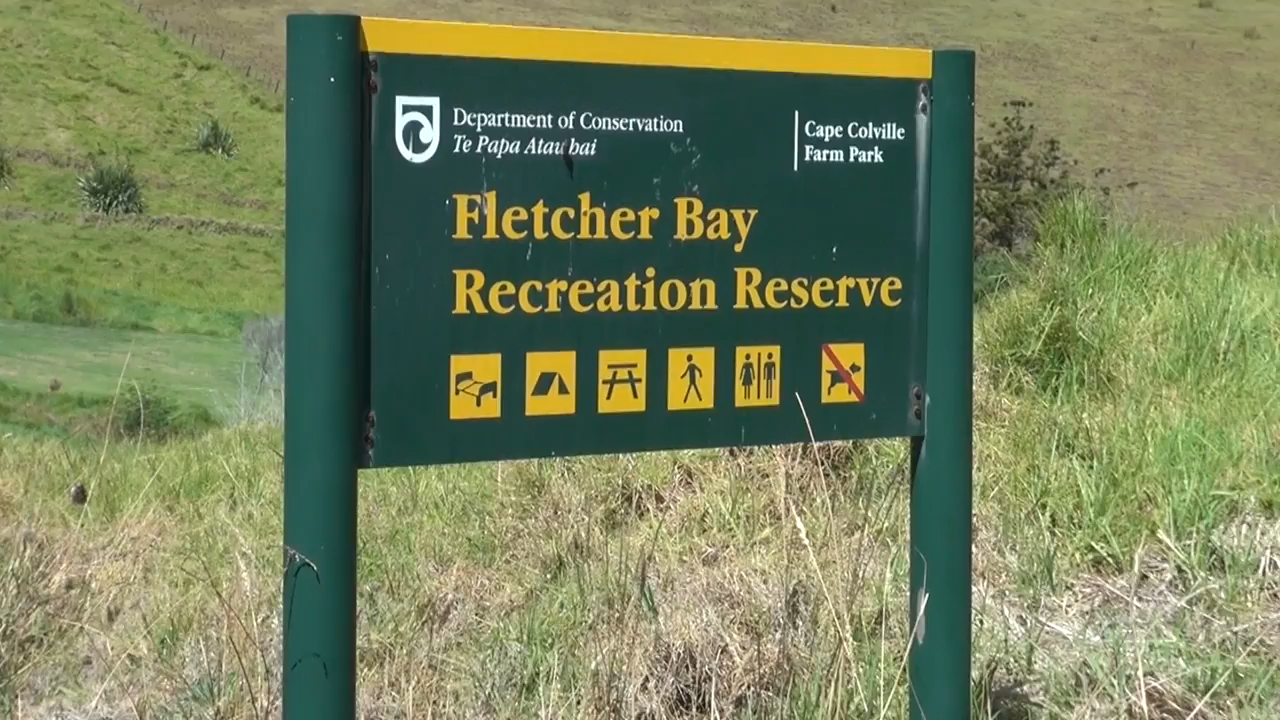 Department of Conservation
Te Papa Atawhai
Cape Colville
Farm Park
Fletcher Bay
Recreation Reserve